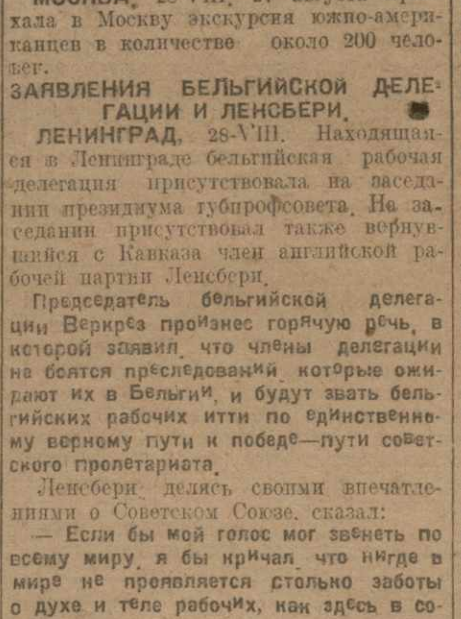 МОСКВА, 28-VIII.
хала в Москву экскурсия южно-амери-
канцев в количестве около 200 чело-
век.
ЗАЯВЛЕНИЯ БЕЛЬГИЙСКОЙ ДЕЛЕ-
ГАЦИИ И ЛЕНСБЕРИ.
ЛЕНИНГРАД, 28-VIII. Находящая-
ся в Ленинграде бельгийская рабочая
делегация присутствовала на заседа-
нии президиума губпрофсовета. На за-
седании присутствовал также вернув-
шийся с Кавказа член английской ра-
бочей партии Ленсбери.
Председатель бельгийской делега-
ции Веркрез произнес горячую речь, в
которой заявил, что члены делегации
не боятся преследований, которые ожи-
дают их в Бельгии, и будут звать бель-
гийских рабочих итти по единственно-
му верному пути к победе—пути совет-
ского пролетариата.
Ленсбери, делясь своими впечатле-
ниями о Советском Союзе, сказал:
— Если бы мой голос мог звенеть по
всему миру, я бы кричал, что нигде в
мире не проявляется столько заботы
о духе и теле рабочих, как здесь в со-